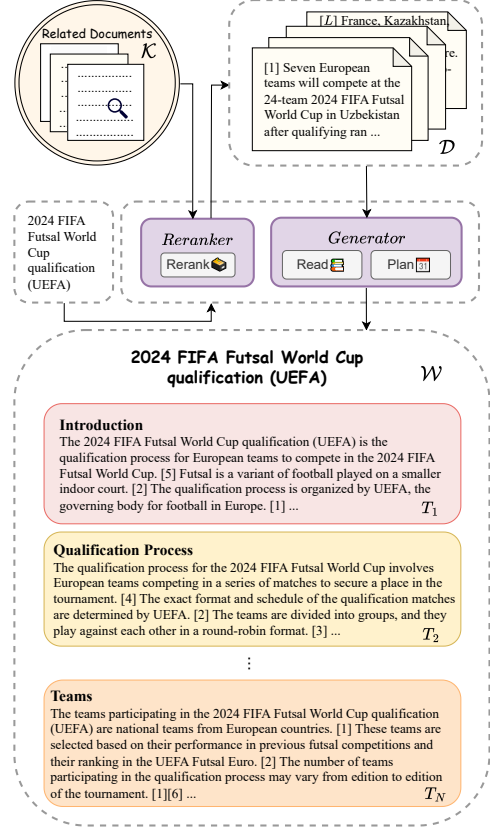 Related Documents
K
[L] France, Kazakhstan,
re.
[1] Seven European
teams will compete at the
24-team 2024 FIFA Futsal
World Cup in Uzbekistan
after qualifying ran ...
D
2024 FIFA
Futsal World
Cup
qualification
(UEFA)
Reranker
Rerank
Generator
Read
Plan
31
2024 FIFA Futsal World Cup
qualification (UEFA)
W
Introduction
The 2024 FIFA Futsal World Cup qualification (UEFA) is the
qualification process for European teams to compete in the 2024 FIFA
Futsal World Cup. [5] Futsal is a variant of football played on a smaller
indoor court. [2] The qualification process is organized by UEFA, the
governing body for football in Europe. [1] ...
T1
Qualification Process
The qualification process for the 2024 FIFA Futsal World Cup involves
European teams competing in a series of matches to secure a place in the
tournament. [4] The exact format and schedule of the qualification matches
are determined by UEFA. [2] The teams are divided into groups, and they
play against each other in a round-robin format. [3] ...
T2
⋮
Teams
The teams participating in the 2024 FIFA Futsal World Cup qualification
(UEFA) are national teams from European countries. [1] These teams are
selected based on their performance in previous futsal competitions and
their ranking in the UEFA Futsal Euro. [2] The number of teams
participating in the qualification process may vary from edition to edition
of the tournament. [1][6] ...
TN